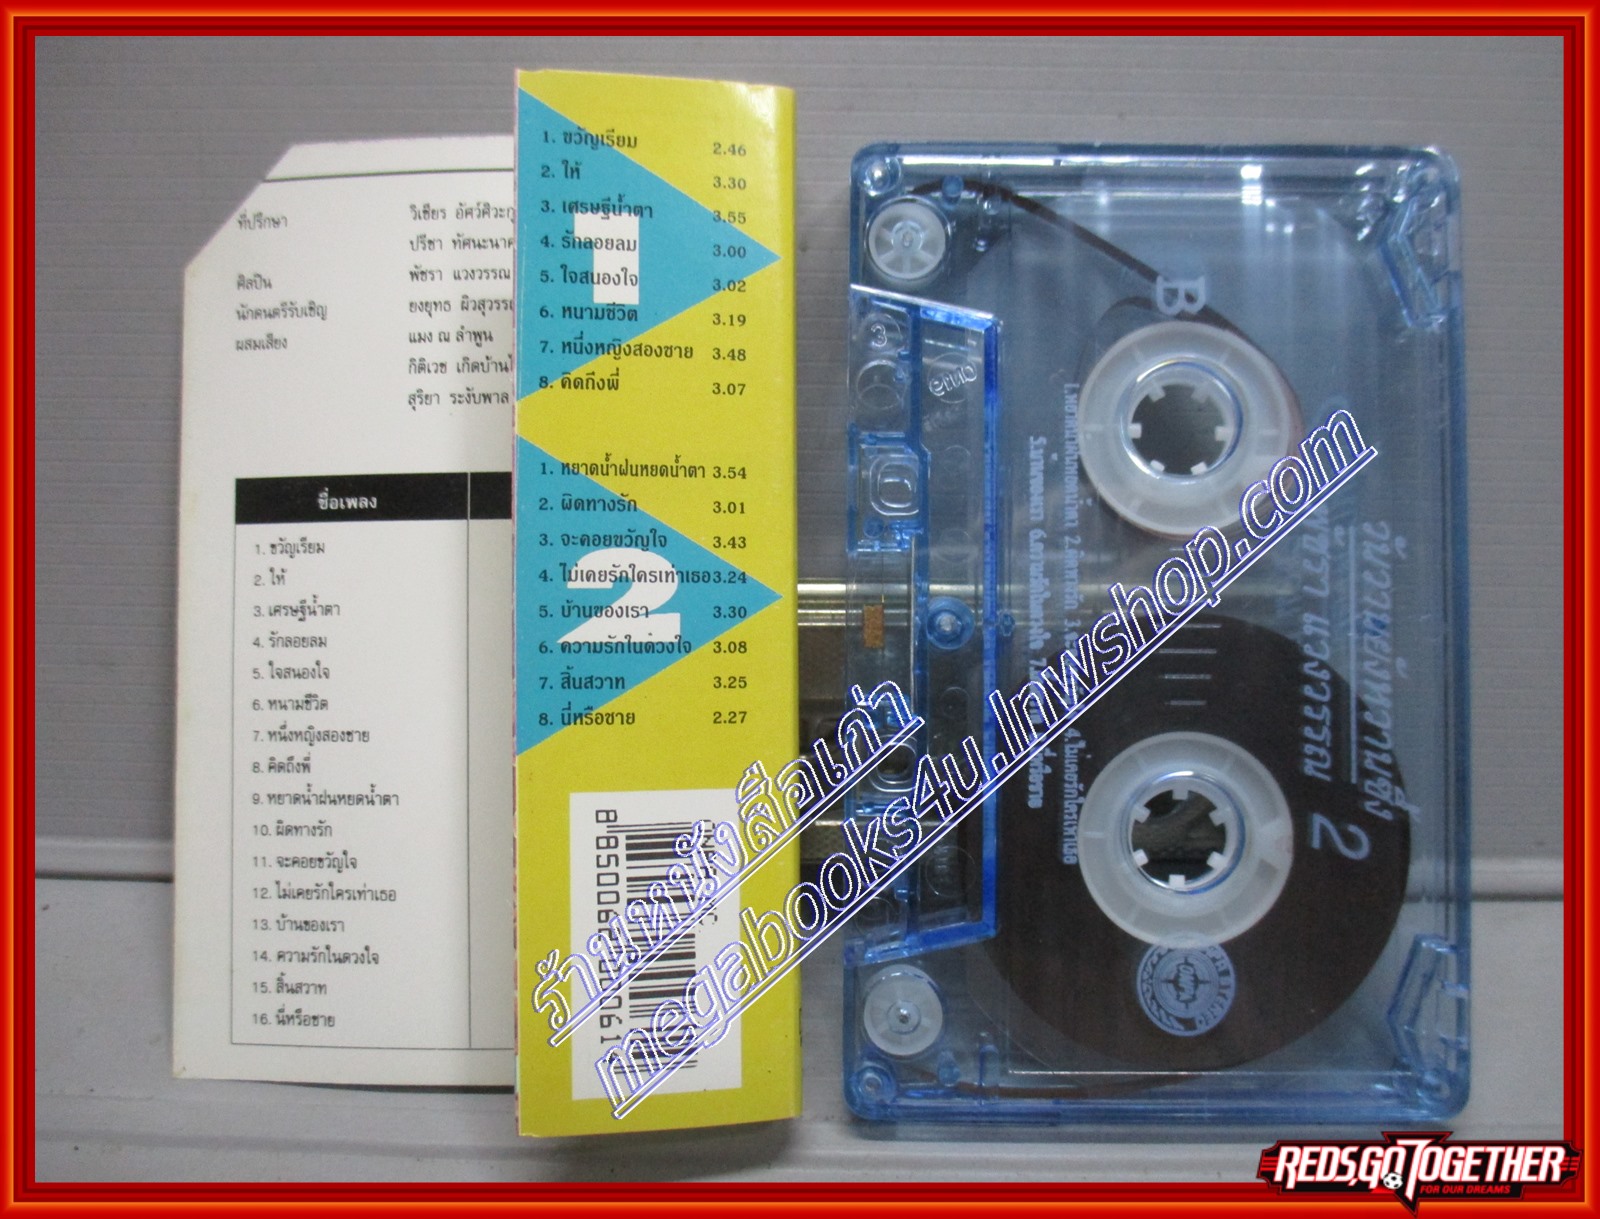 ที่ปรึกษา
วิเชียร อัศว์ศิวะกุ
ปรีชา ทัศนะนาค
ศิลปิน
พัชรา แวงวรรณ
นักดนตรีรับเชิญ
ยงยุทธ ผิวสุวรรณ
ผสมเสียง
แมง ณ ลำพูน
กิติเวช เกิดบ้านไ
สุริยา ระงับพาล
ชื่อเพลง
1. ขวัญเรียม
2. ให้
3. เศรษฐีน้ำตา
4. รักลอยลม
5. ใจสนองใจ
6. หนามชีวิต
7. หนึ่งหญิงสองชาย
8. คิดถึงพี่
9. หยาดน้ำฝนหยดน้ำตา
10. ผิดทางรัก
11. จะคอยขวัญใจ
12. ไม่เคยรักใครเท่าเธอ
13. บ้านของเรา
14. ความรักในดวงใจ
15. สิ้นสวาท
16. นี่หรือชาย
1
1. ขวัญเรียม 2.46
2. ให้ 3.30
3. เศรษฐีน้ำตา 3.55
4. รักลอยลม 3.00
5. ใจสนองใจ 3.02
6. หนามชีวิต 3.19
7. หนึ่งหญิงสองชาย 3.48
8. คิดถึงพี่ 3.07
2
1. หยาดน้ำฝนหยดน้ำตา 3.54
2. ผิดทางรัก 3.01
3. จะคอยขวัญใจ 3.43
4. ไม่เคยรักใครเท่าเธอ 3.24
5. บ้านของเรา 3.30
6. ความรักในดวงใจ 3.08
7. สิ้นสวาท 3.25
8. นี่หรือชาย 2.27
B
2
พัชรา แวงวรรณ
ร้านหนังสือเก่า
megabooks4u.lnwshop.com
REDS,GO TOGETHER
FOR OUR DREAMS